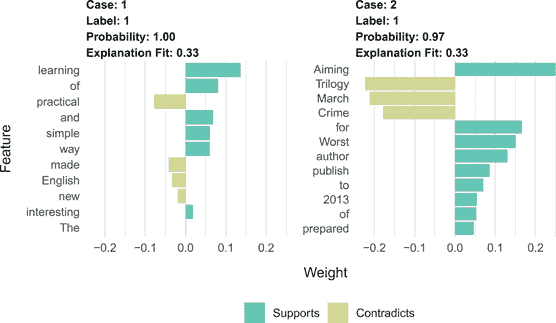 Case: 1
Label: 1
Probability: 1.00
Explanation Fit: 0.33
Case: 2
Label: 1
Probability: 0.97
Explanation Fit: 0.33
Feature
learning
of
practical
and
simple
way
made
English
new
interesting
The
−0.2 −0.1 0.0 0.1 0.2
Aiming
Trilogy
March
Crime
for
Worst
author
publish
to
2013
of
prepared
−0.2 −0.1 0.0 0.1 0.2
Weight
Supports Contradicts